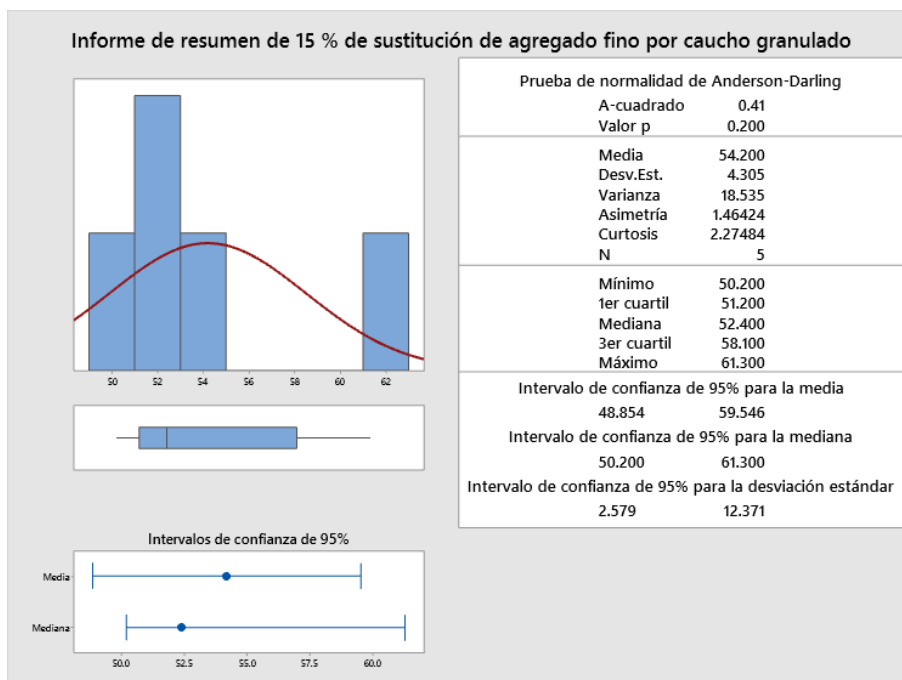 Informe de resumen de 15 % de sustitución de agregado fino por caucho granulado
50 52 54 56 58 60 62
Intervalos de confianza de 95%
Media
Mediana
50.0 52.5 55.0 57.5 60.0
Prueba de normalidad de Anderson-Darling
A-cuadrado 0.41
Valor p 0.200
Media 54.200
Desv.Est. 4.305
Varianza 18.535
Asimetría 1.46424
Curtosis 2.27484
N 5
Mínimo 50.200
1er cuartil 51.200
Mediana 52.400
3er cuartil 58.100
Máximo 61.300
Intervalo de confianza de 95% para la media
48.854 59.546
Intervalo de confianza de 95% para la mediana
50.200 61.300
Intervalo de confianza de 95% para la desviación estándar
2.579 12.371